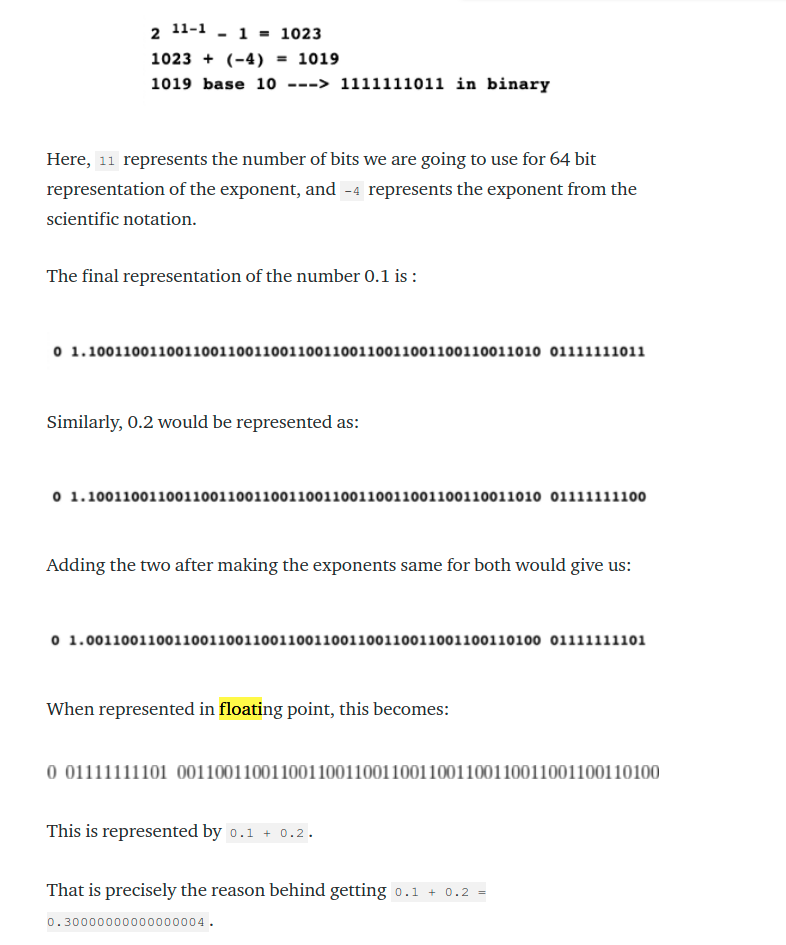 2 11-1 - 1 = 1023
1023 + (-4) = 1019
1019 base 10 ---> 1111111011 in binary
Here, 11 represents the number of bits we are going to use for 64 bit
representation of the exponent, and -4 represents the exponent from the
scientific notation.
The final representation of the number 0.1 is :
0 1.1001100110011001100110011001100110011001100110011010 01111111011
Similarly, 0.2 would be represented as:
0 1.1001100110011001100110011001100110011001100110011010 01111111100
Adding the two after making the exponents same for both would give us:
0 1.0011001100110011001100110011001100110011001100110100 01111111101
When represented in floating point, this becomes:
0 01111111101 0011001100110011001100110011001100110011001100110100
This is represented by 0.1 + 0.2 .
That is precisely the reason behind getting 0.1 + 0.2 =
0.30000000000000004 .